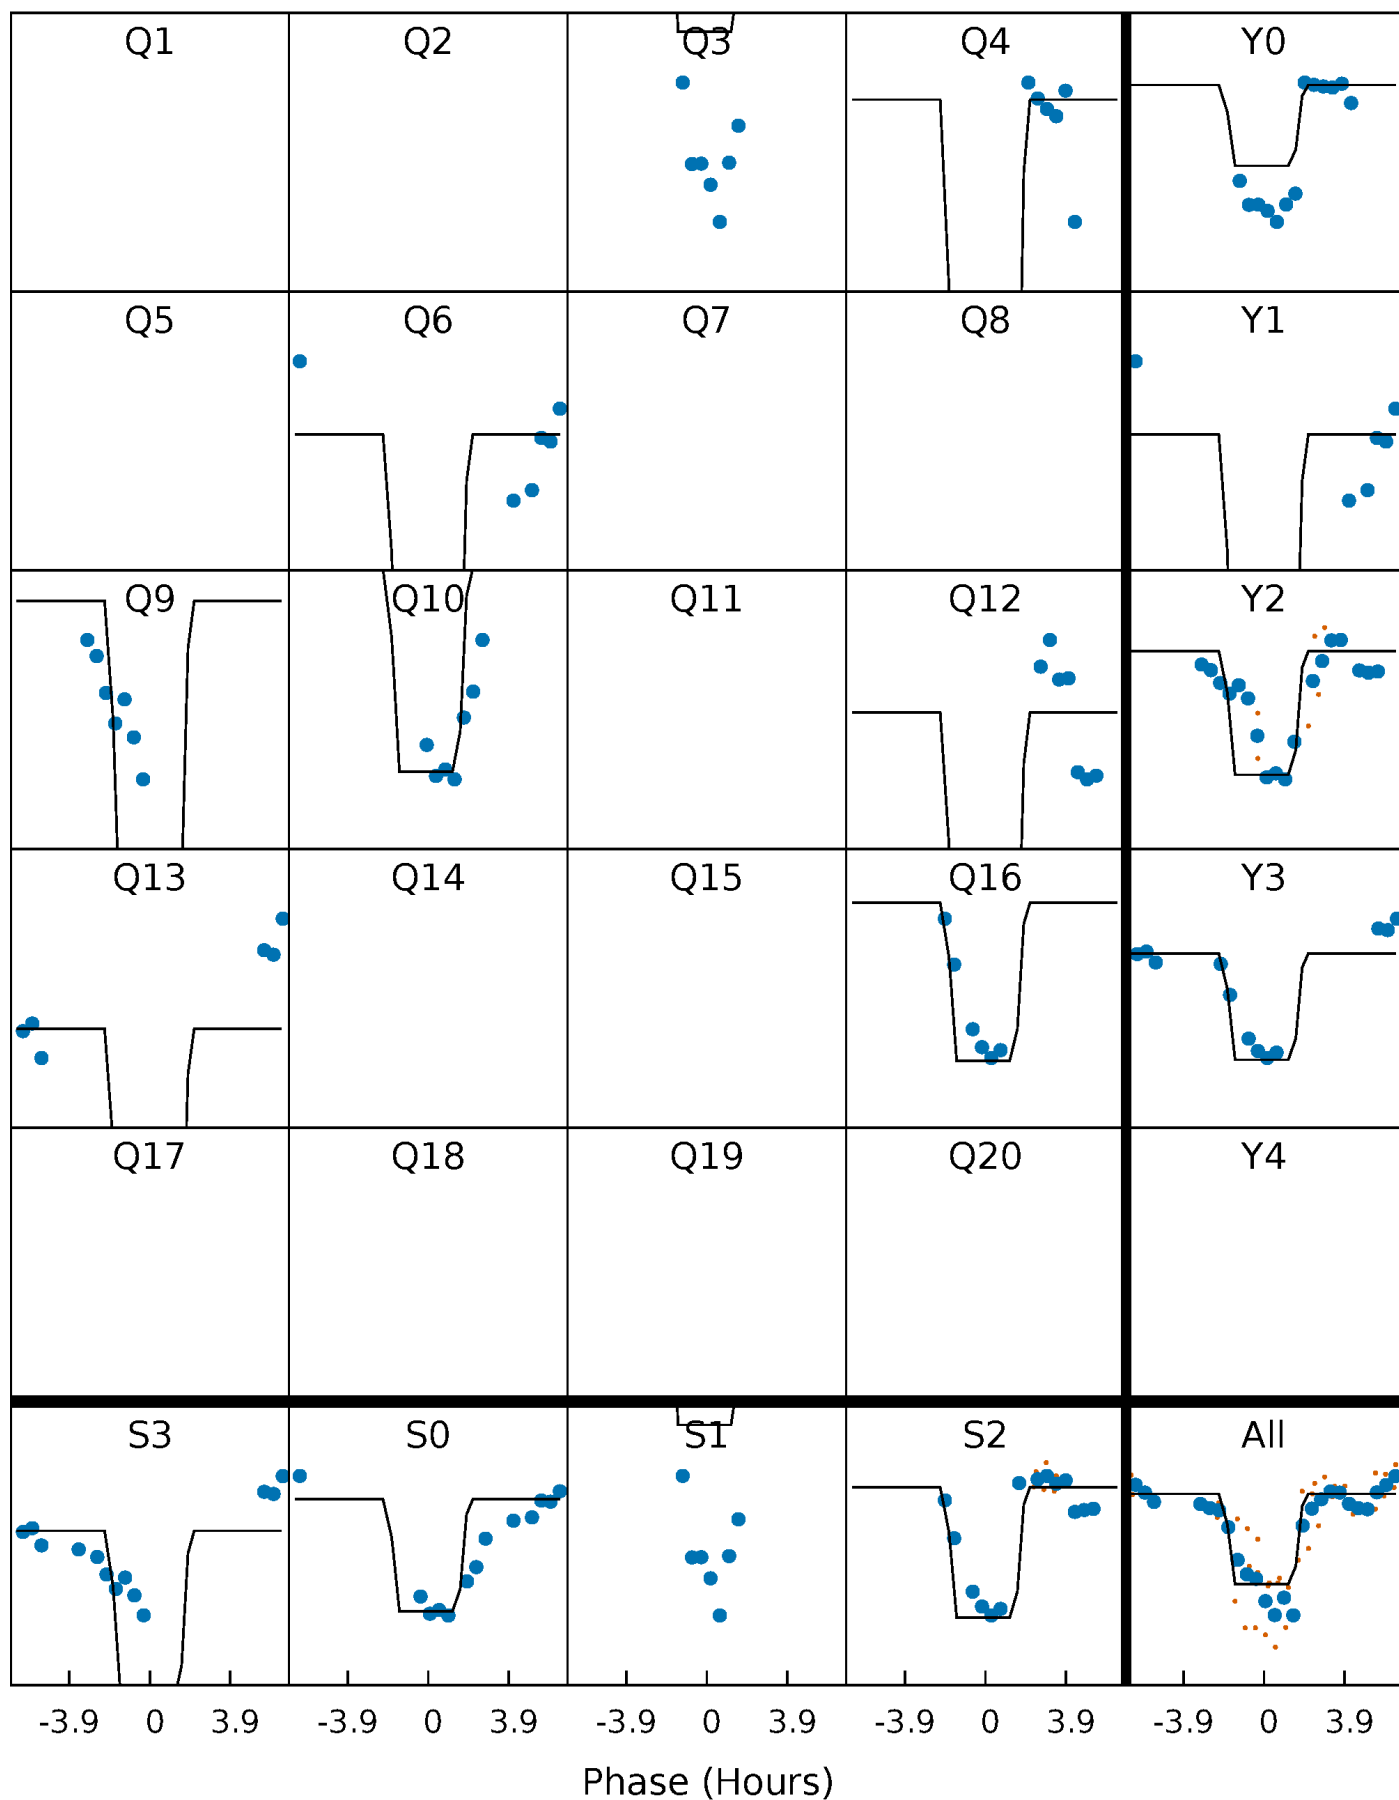 Q1 Q2 Q3 Q4 Y0
Q5 Q6 Q7 Q8 Y1
Q9 Q10 Q11 Q12 Y2
Q13 Q14 Q15 Q16 Y3
Q17 Q18 Q19 Q20 Y4
S3 S0 S1 S2 All
-3.9 0 3.9 -3.9 0 3.9 -3.9 0 3.9 -3.9 0 3.9 -3.9 0 3.9
Phase (Hours)